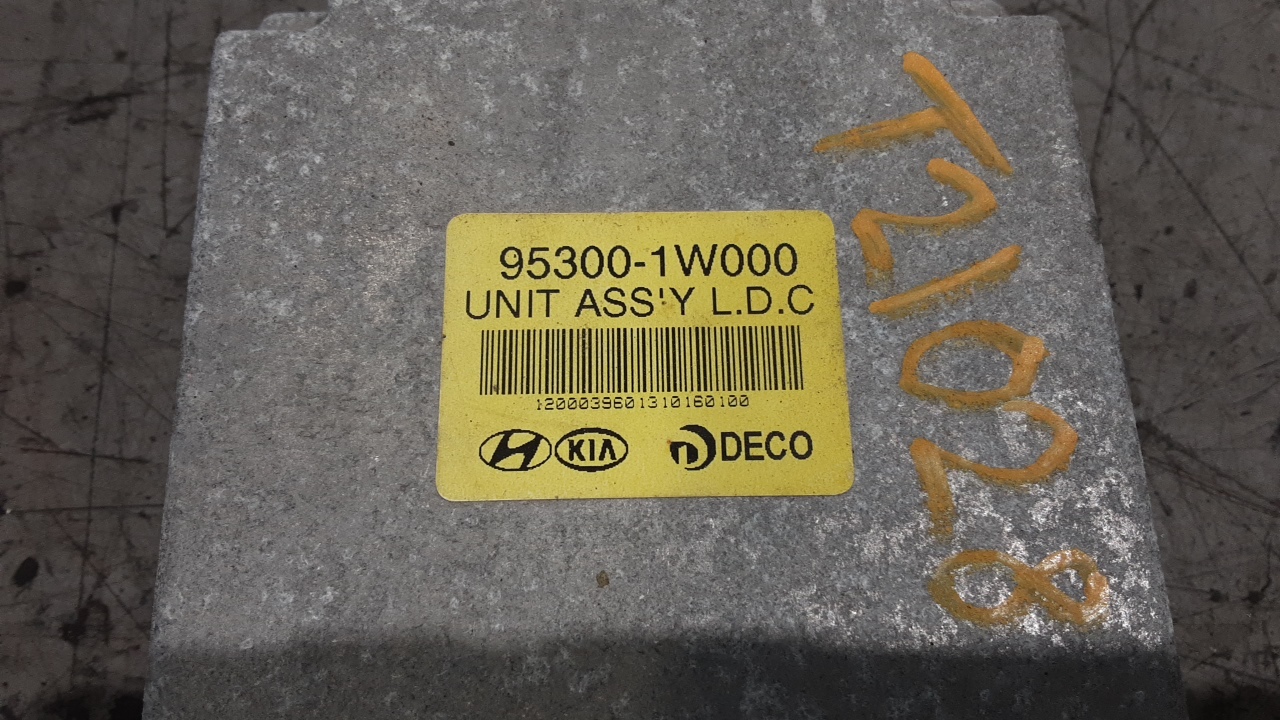 95300-1W000
UNIT ASS'Y L.D.C
1200039601310160100
KIA DECO
T21028